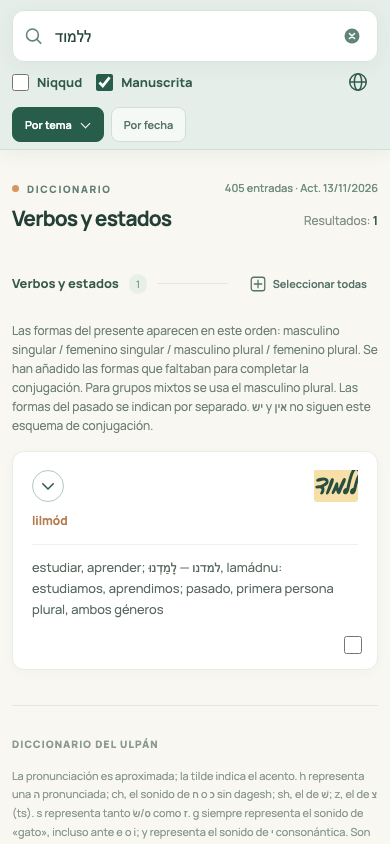 ללמוד
Niqqud Manuscrita
Por tema Por fecha
DICCIONARIO 405 entradas · Act. 13/11/2026
Verbos y estados Resultados: 1
Verbos y estados 1 Seleccionar todas
Las formas del presente aparecen en este orden: masculino
singular / femenino singular / masculino plural / femenino plural. Se
han añadido las formas que faltaban para completar la
conjugación. Para grupos mixtos se usa el masculino plural. Las
formas del pasado se indican por separado. יש y אין no siguen este
esquema de conjugación.
ללמוד
lilmód
estudiar, aprender; לָמַדְנוּ — למדנו, lamádnu:
estudiamos, aprendimos; pasado, primera persona
plural, ambos géneros
DICCIONARIO DEL ULPÁN
La pronunciación es aproximada; la tilde indica el acento. h representa
una ה pronunciada; ch, el sonido de ח o כ sin dagesh; sh, el de שׁ; z, el de
(ts). s representa tanto ש/ס como r. g siempre representa el sonido de
«gato», incluso ante e o i; y representa el sonido de י consonántica. Son